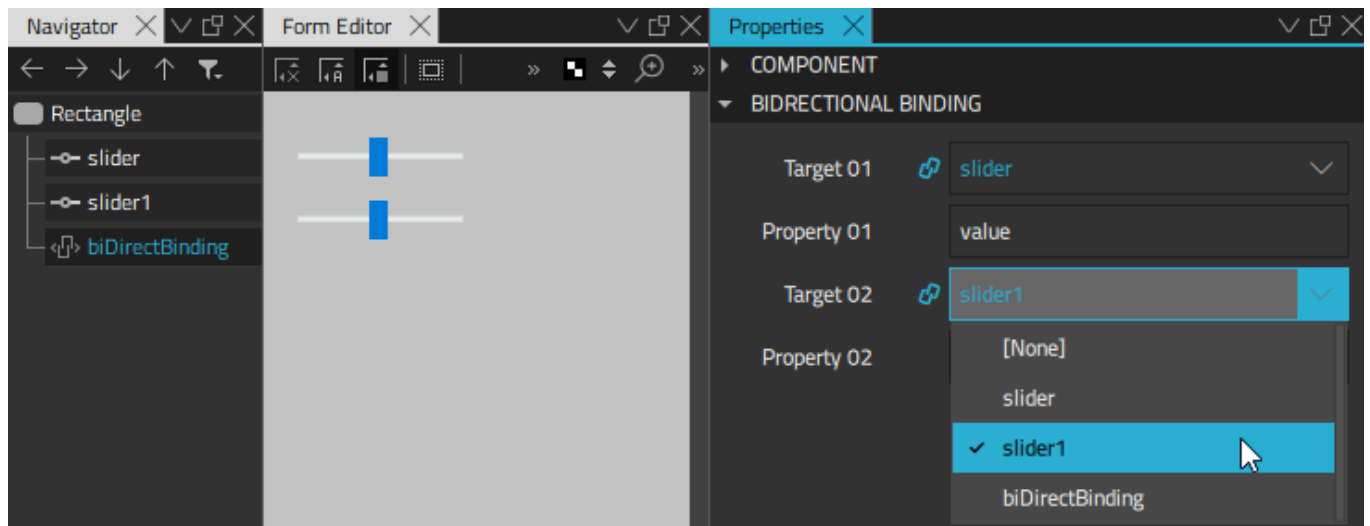 Navigator
Form Editor
Properties
A
COMPONENT
BIDRECTIONAL BINDING
Rectangle
slider
slider1
biDirectBinding
Target 01
slider
Property 01
value
Target 02
slider1
Property 02
[None]
slider
slider1
biDirectBinding